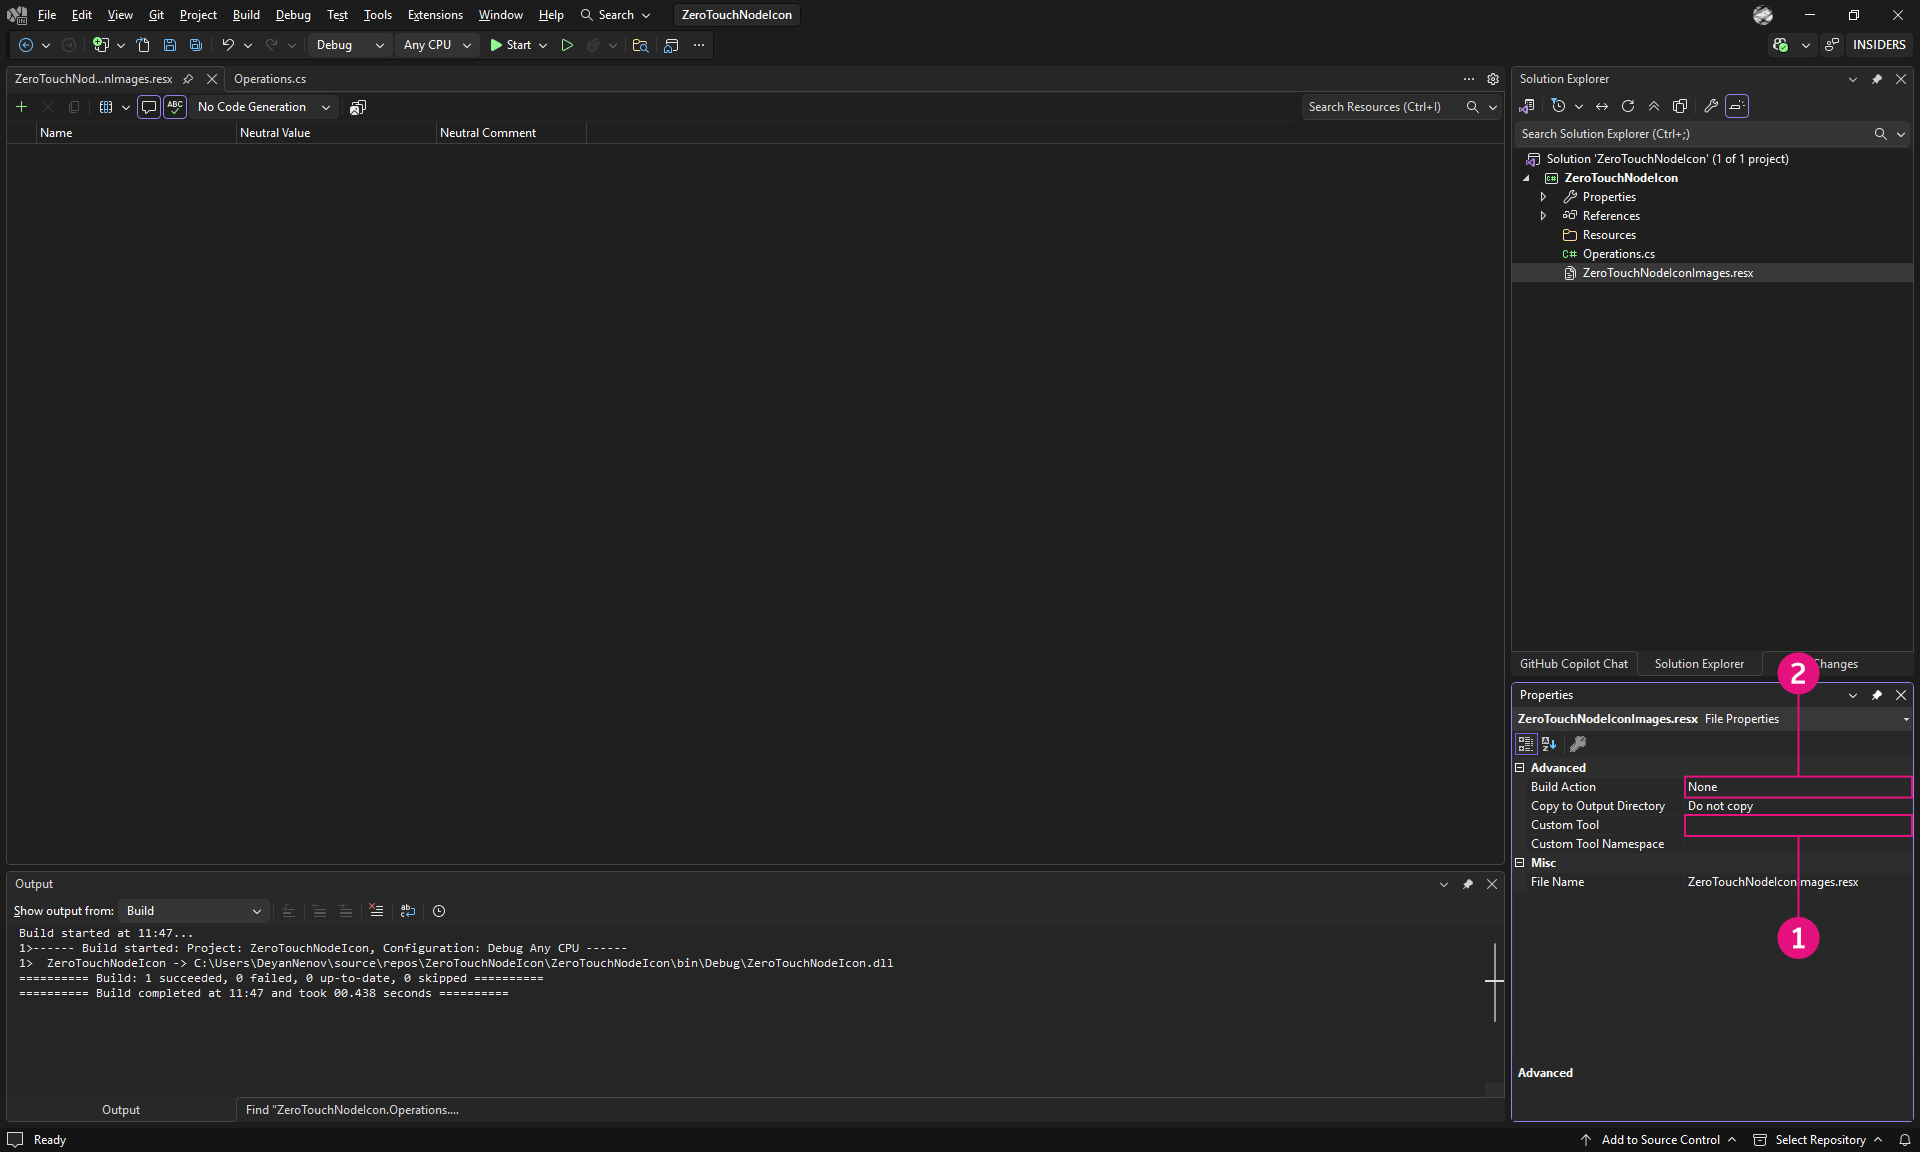 File Edit View Git Project Build Debug Test Tools Extensions Window Help Search ZeroTouchNodeIcon
Debug Any CPU Start INSIDERS
ZeroTouchNod...nImages.resx Operations.cs
ABC No Code Generation Search Resources (Ctrl+I)
Name Neutral Value Neutral Comment
Solution Explorer
Search Solution Explorer (Ctrl+;)
Solution 'ZeroTouchNodeIcon' (1 of 1 project)
C# ZeroTouchNodeIcon
Properties
References
Resources
C# Operations.cs
ZeroTouchNodeIconImages.resx
GitHub Copilot Chat Solution Explorer Changes
2
Properties
ZeroTouchNodeIconImages.resx File Properties
Advanced
Build Action None
Copy to Output Directory Do not copy
Custom Tool
Custom Tool Namespace
Misc
File Name ZeroTouchNodeIconImages.resx
1
Advanced
Output
Show output from: Build
Build started at 11:47...
1>------ Build started: Project: ZeroTouchNodeIcon, Configuration: Debug Any CPU ------
1>  ZeroTouchNodeIcon -> C:\Users\DeyanNenov\source\repos\ZeroTouchNodeIcon\ZeroTouchNodeIcon\bin\Debug\ZeroTouchNodeIcon.dll
========== Build: 1 succeeded, 0 failed, 0 up-to-date, 0 skipped ==========
========== Build completed at 11:47 and took 00.438 seconds ==========
Output Find "ZeroTouchNodeIcon.Operations....
Ready Add to Source Control Select Repository